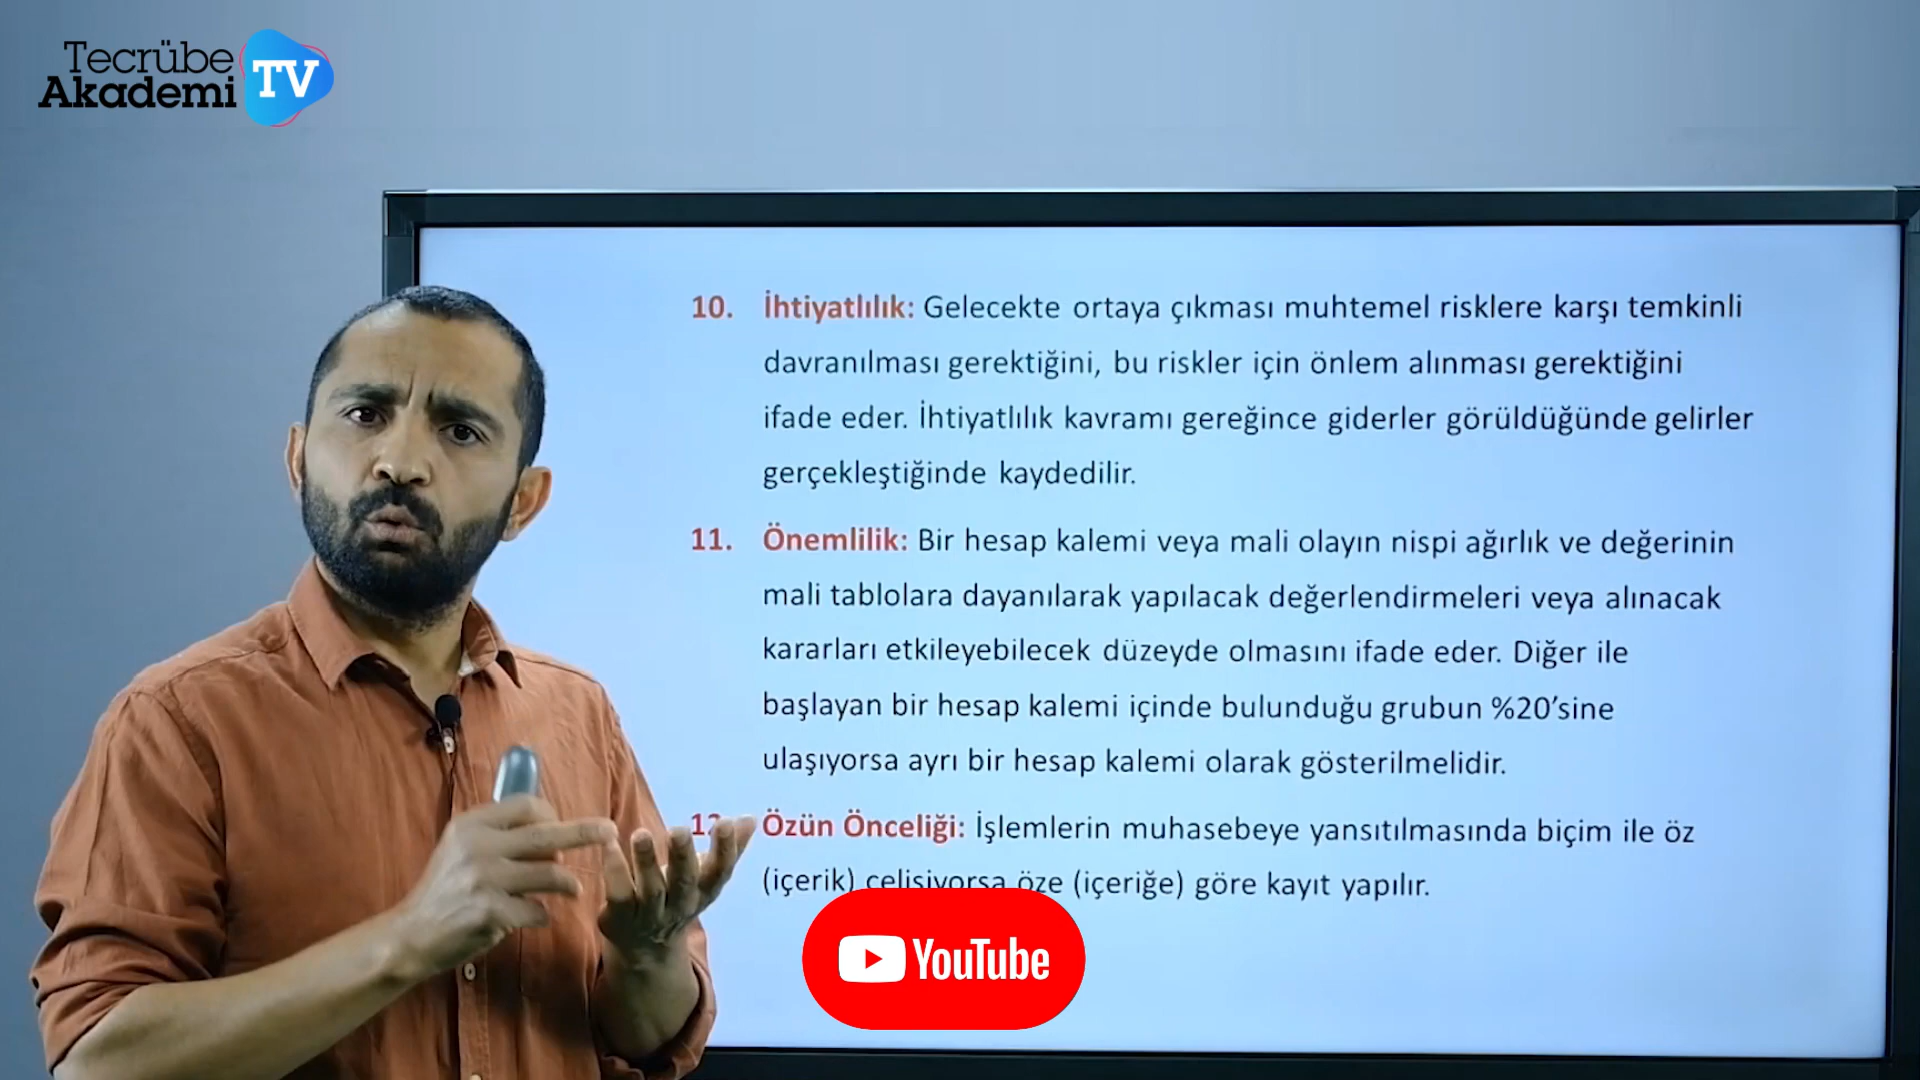 Tecrübe
Akademi TV
10. İhtiyatlılık: Gelecekte ortaya çıkması muhtemel risklere karşı temkinli
davranılması gerektiğini, bu riskler için önlem alınması gerektiğini
ifade eder. İhtiyatlılık kavramı gereğince giderler görüldüğünde gelirler
gerçekleştiğinde kaydedilir.
11. Önemlilik: Bir hesap kalemi veya mali olayın nispi ağırlık ve değerinin
mali tablolara dayanılarak yapılacak değerlendirmeleri veya alınacak
kararları etkileyebilecek düzeyde olmasını ifade eder. Diğer ile
başlayan bir hesap kalemi içinde bulunduğu grubun %20’sine
ulaşıyorsa ayrı bir hesap kalemi olarak gösterilmelidir.
12. Özün Önceliği: İşlemlerin muhasebeye yansıtılmasında biçim ile öz
(içerik) çelişiyorsa öze (içeriğe) göre kayıt yapılır.
YouTube